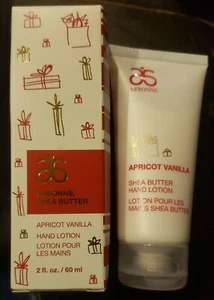 ARBONNE.
SHEA BUTTER
APRICOT VANILLA
HAND LOTION
LOTION POUR
LES MAINS
2 fl. oz. / 60 ml
ARBONNE
APRICOT VANILLA
SHEA BUTTER
HAND LOTION
LOTION POUR LES
MAINS SHEA BUTTER